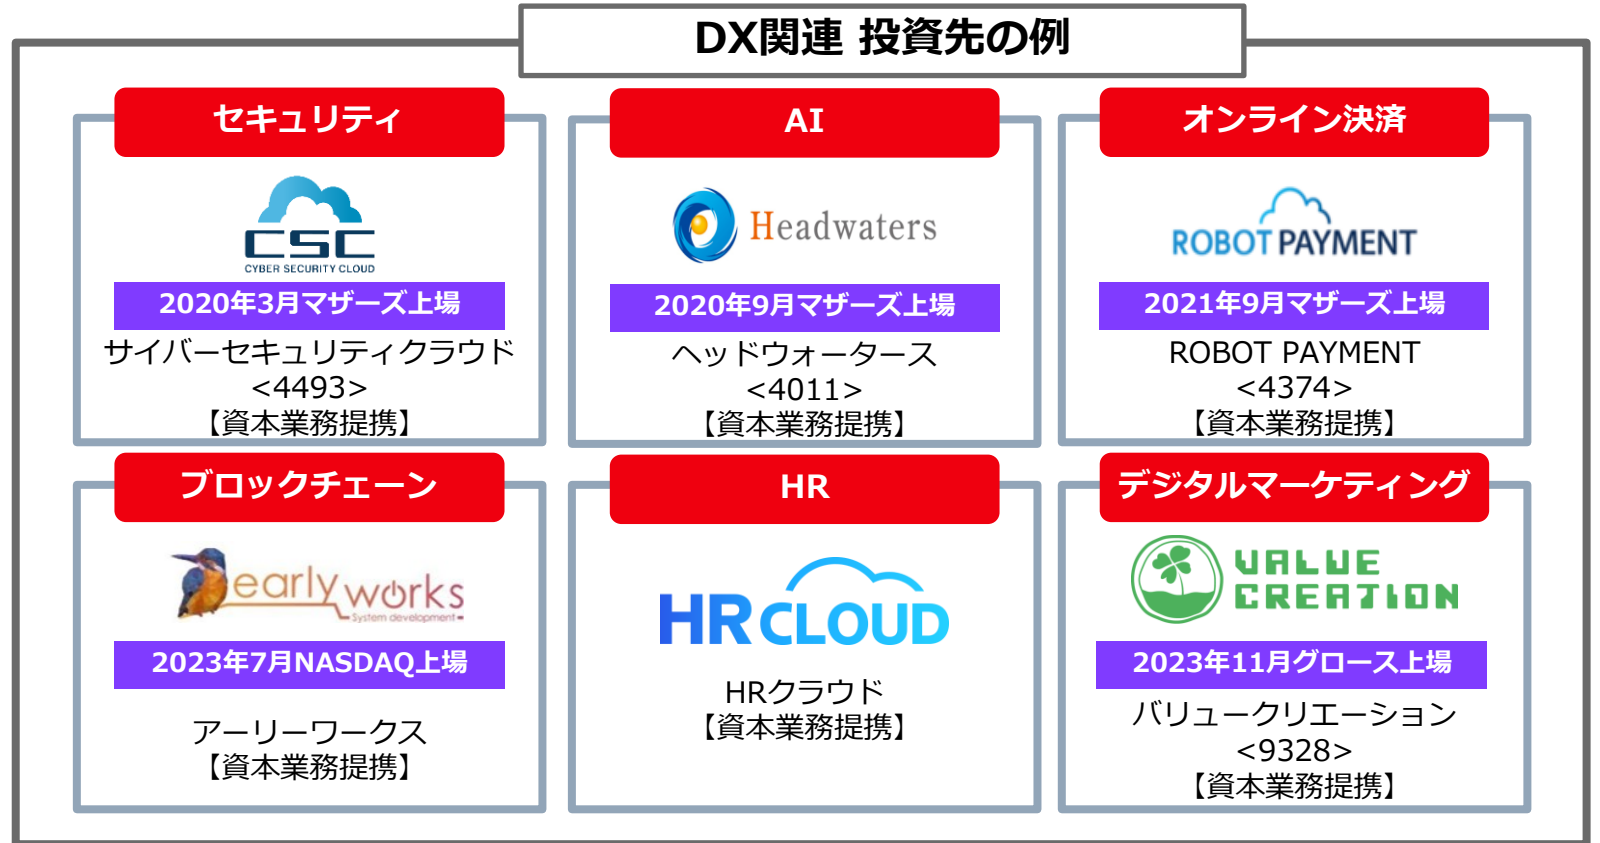 DX関連 投資先の例
セキュリティ
CSC
CYBER SECURITY CLOUD
2020年3月マザーズ上場
サイバーセキュリティクラウド
<4493>
【資本業務提携】
AI
Headwaters
2020年9月マザーズ上場
ヘッドウォータース
<4011>
【資本業務提携】
オンライン決済
ROBOT PAYMENT
2021年9月マザーズ上場
ROBOT PAYMENT
<4374>
【資本業務提携】
ブロックチェーン
early works
System development
2023年7月NASDAQ上場
アーリーワークス
【資本業務提携】
HR
HR CLOUD
HRクラウド
【資本業務提携】
デジタルマーケティング
VALUE
CREATION
2023年11月グロース上場
バリュークリエーション
<9328>
【資本業務提携】